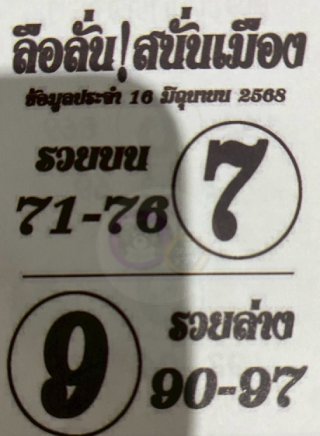 ลือลั่น! สนั่นเมือง
ข้อมูลประจำ 16 มิถุนายน 2568
รวยบน
71-76
7
9
รวยล่าง
90-97